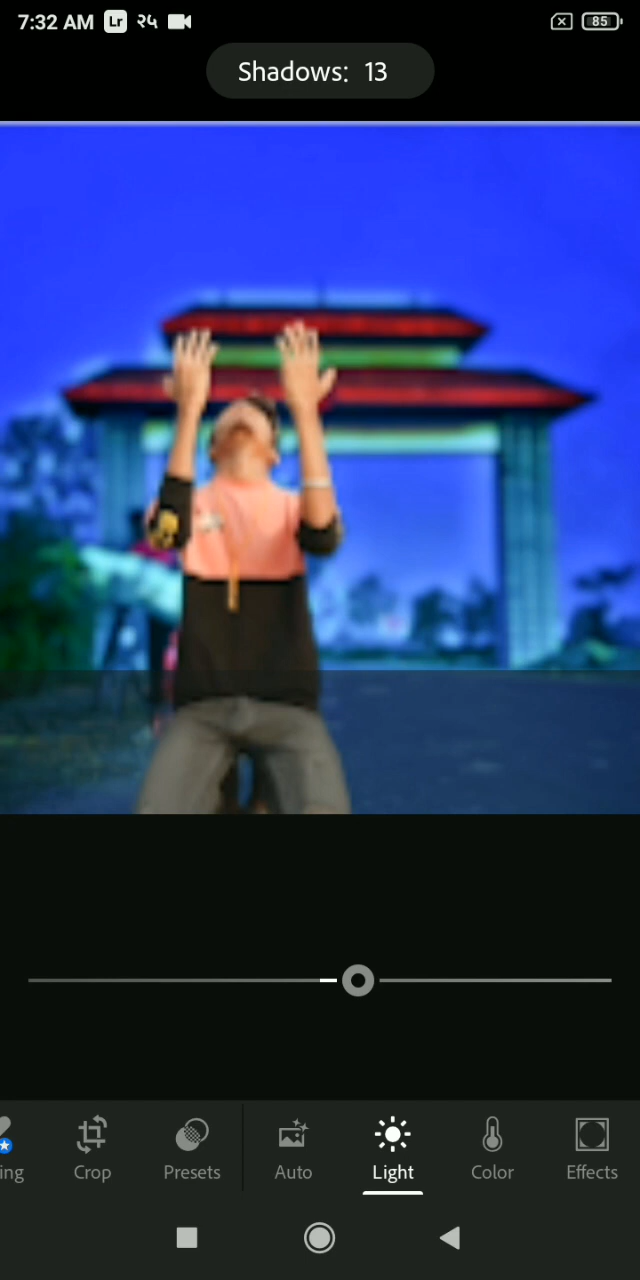 7:32 AM Lr २५ 85
Shadows: 13
ing Crop Presets Auto Light Color Effects